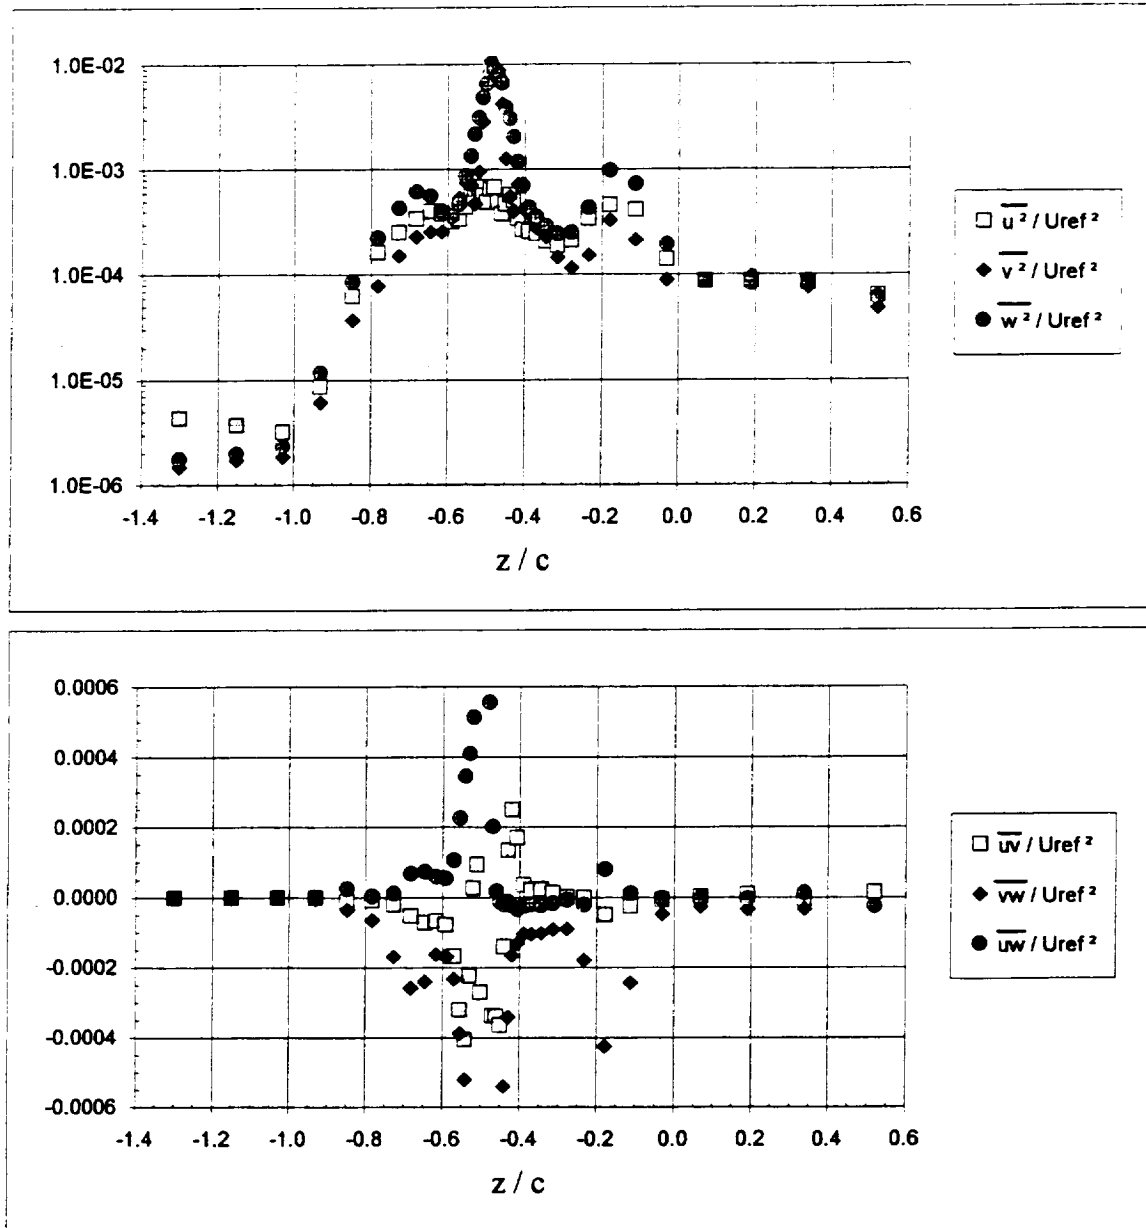 1.0E-02
1.0E-03
1.0E-04
1.0E-05
1.0E-06
-1.4 -1.2 -1.0 -0.8 -0.6 -0.4 -0.2 0.0 0.2 0.4 0.6
z / c
u² / Uref²
v² / Uref²
w² / Uref²
0.0006
0.0004
0.0002
0.0000
-0.0002
-0.0004
-0.0006
-1.4 -1.2 -1.0 -0.8 -0.6 -0.4 -0.2 0.0 0.2 0.4 0.6
z / c
uv / Uref²
vw / Uref²
uw / Uref²